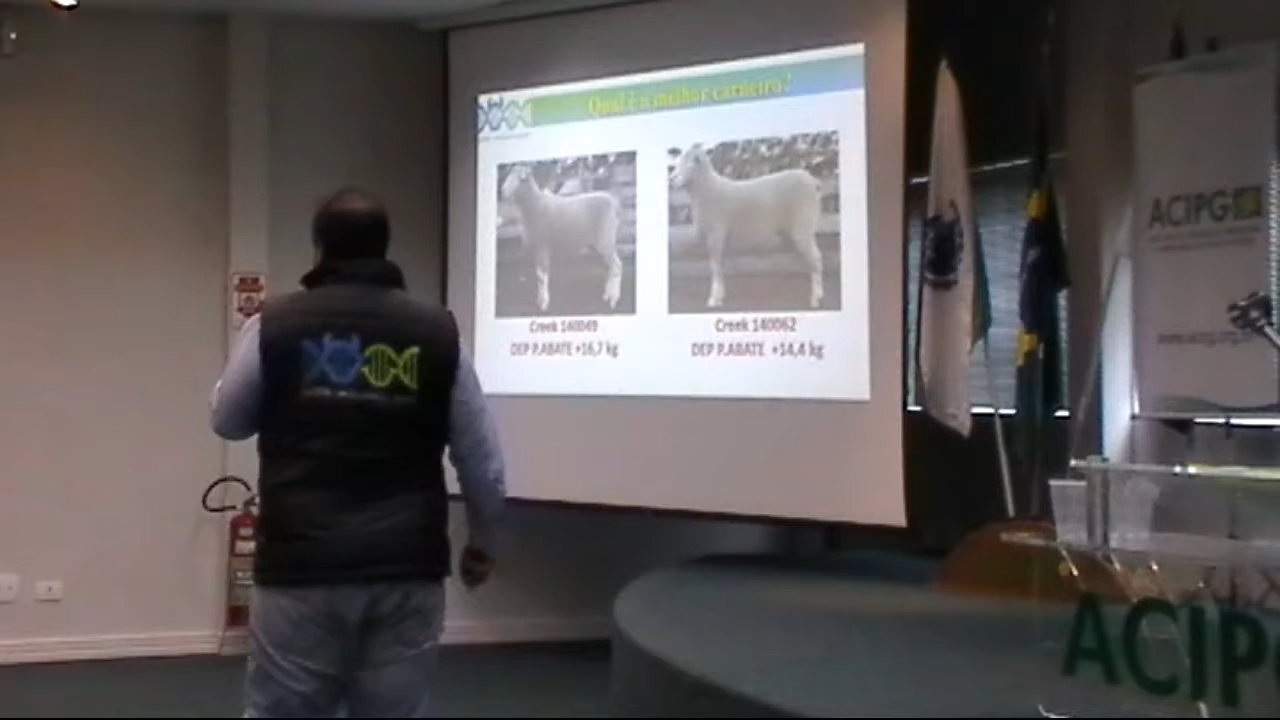 Qual é o melhor carneiro?
Creek 140049
DEP P.ABATE +16,7 kg
Creek 140062
DEP P.ABATE +14,4 kg
ACIPG
ACIPG